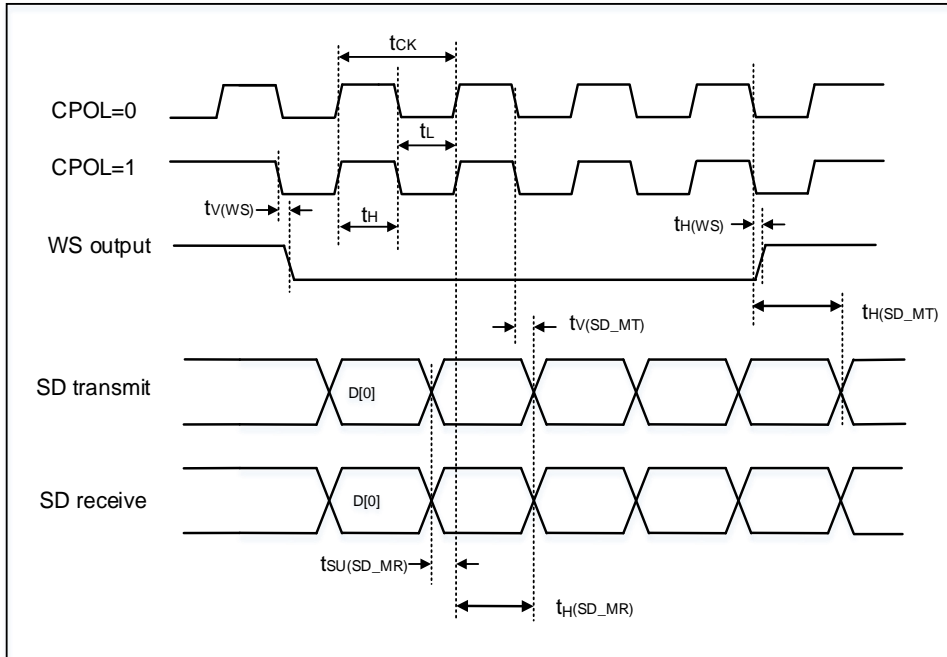 tCK
CPOL=0
tL
CPOL=1
tV(WS)
tH
tH(WS)
WS output
tV(SD_MT)
tH(SD_MT)
SD transmit
D[0]
SD receive
D[0]
tSU(SD_MR)
tH(SD_MR)